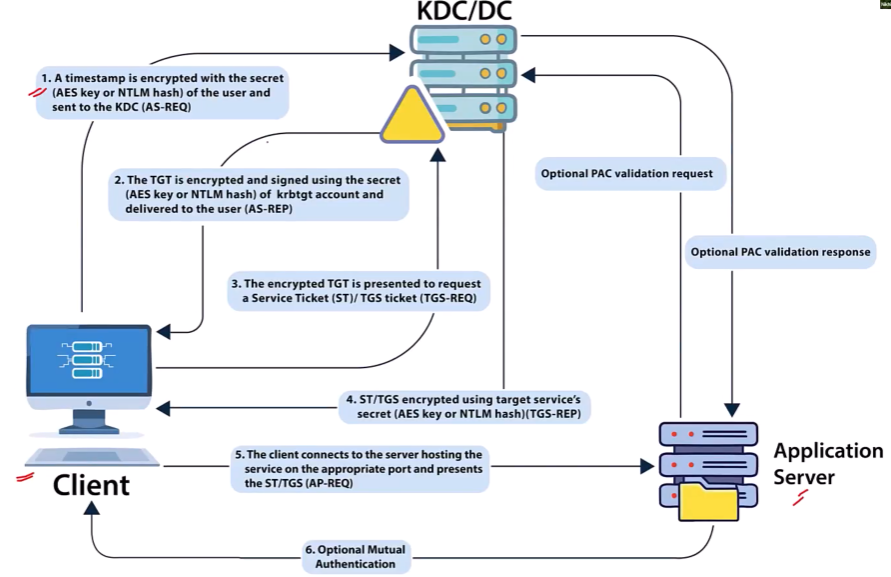 KDC/DC
1. A timestamp is encrypted with the secret
(AES key or NTLM hash) of the user and
sent to the KDC (AS-REQ)
2. The TGT is encrypted and signed using the secret
(AES key or NTLM hash) of krbtgt account and
delivered to the user (AS-REP)
Optional PAC validation request
Optional PAC validation response
3. The encrypted TGT is presented to request
a Service Ticket (ST)/ TGS ticket (TGS-REQ)
4. ST/TGS encrypted using target service's
secret (AES key or NTLM hash)(TGS-REP)
5. The client connects to the server hosting the
service on the appropriate port and presents
the ST/TGS (AP-REQ)
Client
Application
Server
6. Optional Mutual
Authentication